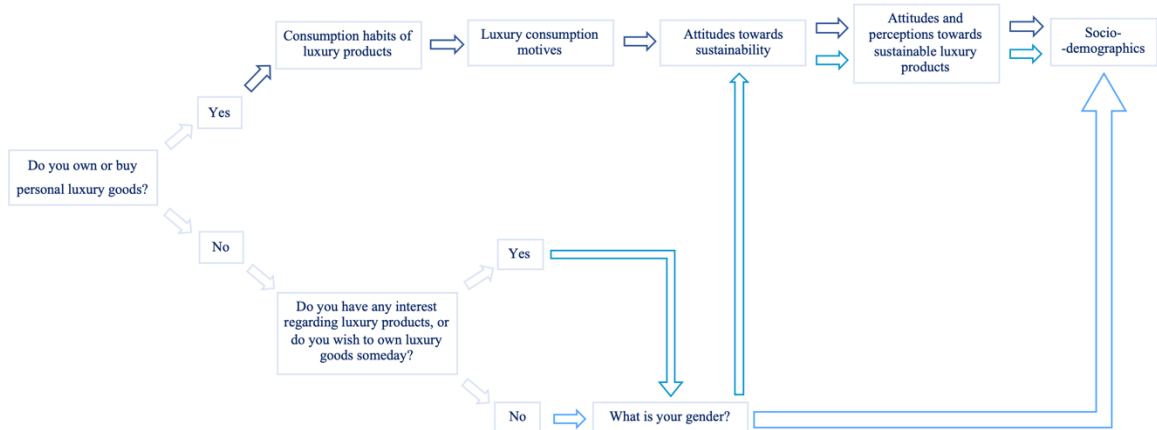 Consumption habits of
luxury products
Luxury consumption
motives
Attitudes towards
sustainability
Attitudes and
perceptions towards
sustainable luxury
products
Socio-
-demographics
Yes
Do you own or buy
personal luxury goods?
No
Yes
Do you have any interest
regarding luxury products, or
do you wish to own luxury
goods someday?
No
What is your gender?